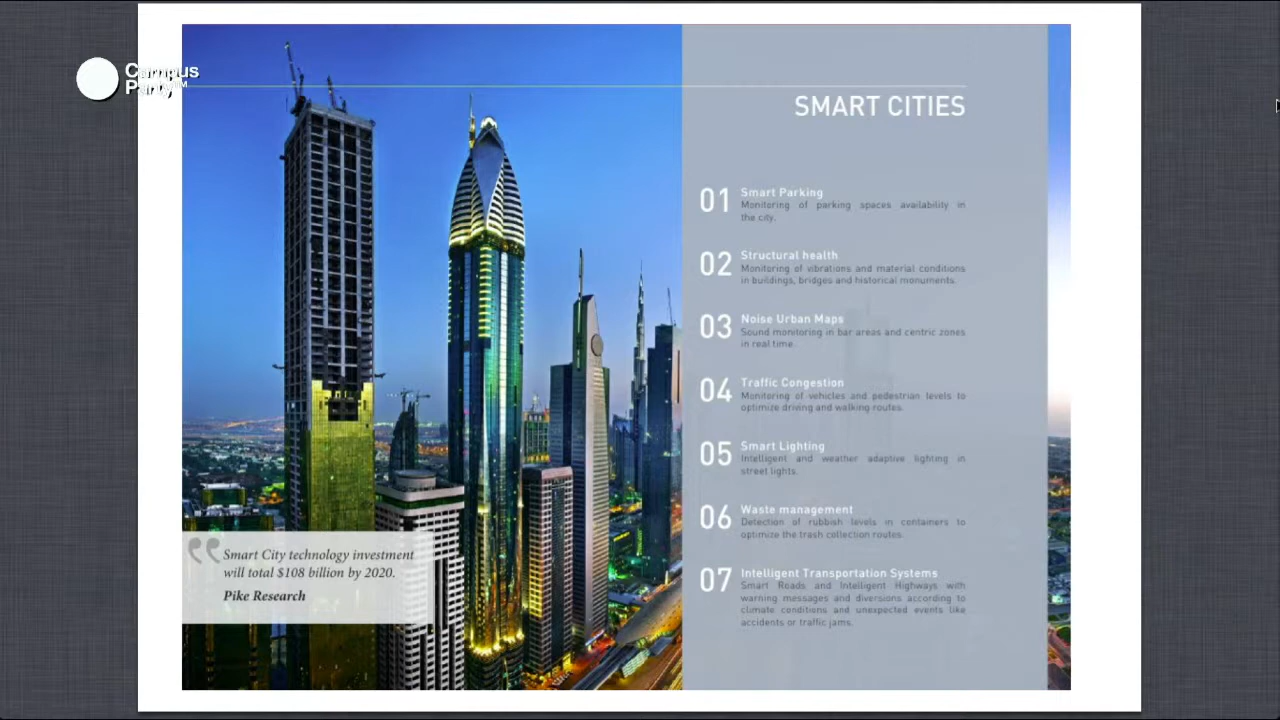 Campus
Party™
SMART CITIES
01 Smart Parking
Monitoring of parking spaces availability in
the city.
02 Structural health
Monitoring of vibrations and material conditions
in buildings, bridges and historical monuments.
03 Noise Urban Maps
Sound monitoring in bar areas and centric zones
in real time.
04 Traffic Congestion
Monitoring of vehicles and pedestrian levels to
optimize driving and walking routes.
05 Smart Lighting
Intelligent and weather adaptive lighting in
street lights.
06 Waste management
Detection of rubbish levels in containers to
optimize the trash collection routes.
07 Intelligent Transportation Systems
Smart Roads and Intelligent Highways with
warning messages and diversions according to
climate conditions and unexpected events like
accidents or traffic jams.
“ Smart City technology investment
will total $108 billion by 2020.
Pike Research